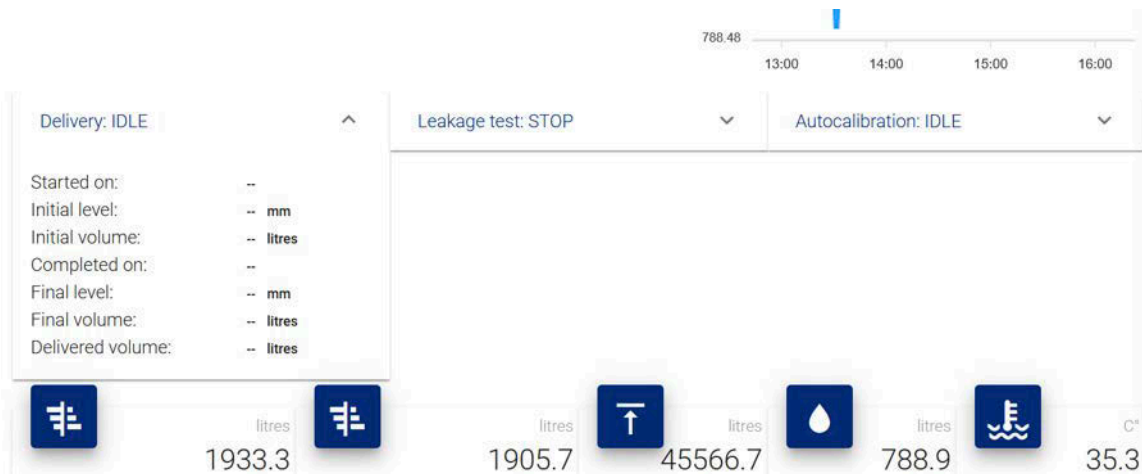 788.48
13:00 14:00 15:00 16:00
Delivery: IDLE
Leakage test: STOP
Autocalibration: IDLE
Started on: --
Initial level: -- mm
Initial volume: -- litres
Completed on: --
Final level: -- mm
Final volume: -- litres
Delivered volume: -- litres
litres litres litres litres C°
1933.3 1905.7 45566.7 788.9 35.3